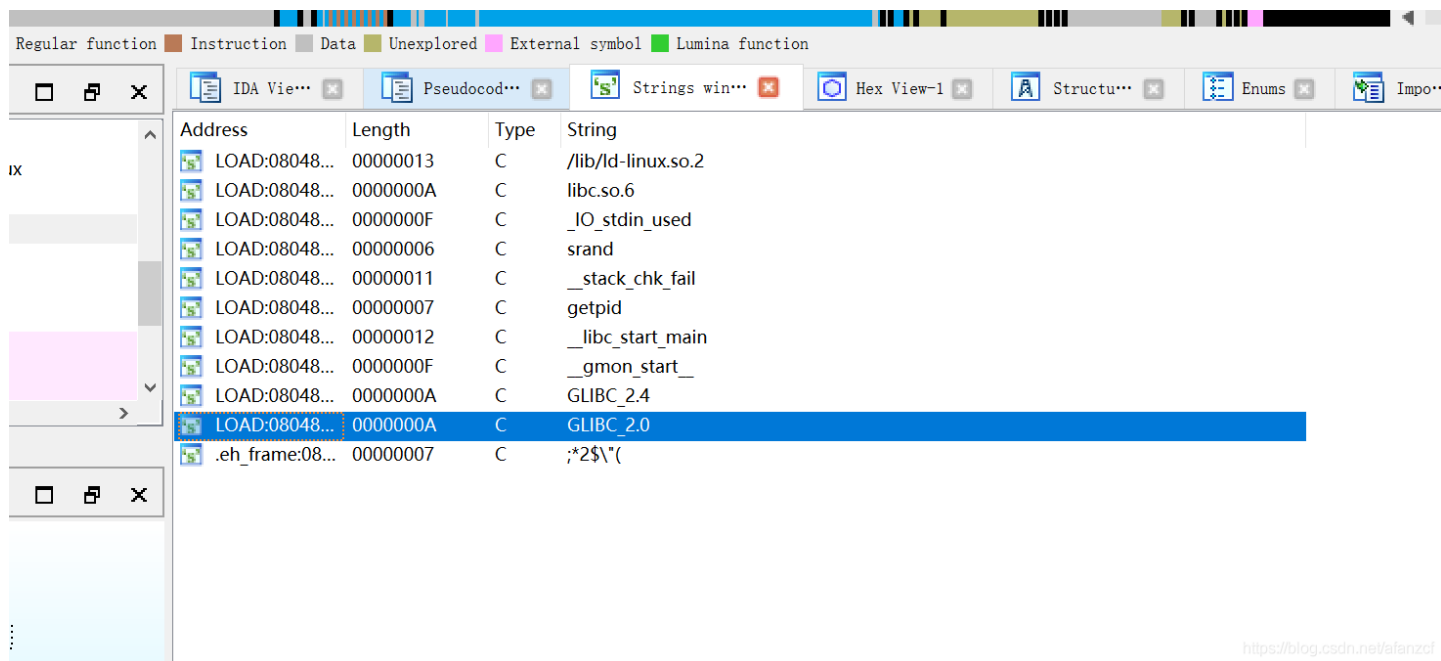 Regular function Instruction Data Unexplored External symbol Lumina function
IDA Vie… Pseudocod… Strings win… Hex View-1 Structu… Enums Impo…
Address Length Type String
LOAD:08048... 00000013 C /lib/ld-linux.so.2
ux
LOAD:08048... 0000000A C libc.so.6
LOAD:08048... 0000000F C _IO_stdin_used
LOAD:08048... 00000006 C srand
LOAD:08048... 00000011 C __stack_chk_fail
LOAD:08048... 00000007 C getpid
LOAD:08048... 00000012 C __libc_start_main
LOAD:08048... 0000000F C __gmon_start__
LOAD:08048... 0000000A C GLIBC_2.4
LOAD:08048... 0000000A C GLIBC_2.0
.eh_frame:08... 00000007 C ;*2$\"(
https://blog.csdn.net/afanzcf